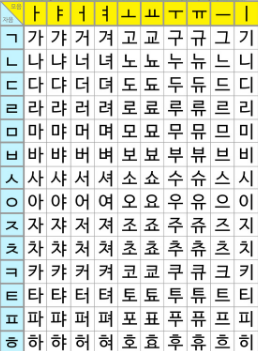 모음
자음
ㅏ ㅑ ㅓ ㅕ ㅗ ㅛ ㅜ ㅠ ㅡ ㅣ
ㄱ 가 갸 거 겨 고 교 구 규 그 기
ㄴ 나 냐 너 녀 노 뇨 누 뉴 느 니
ㄷ 다 댜 더 뎌 도 됴 두 듀 드 디
ㄹ 라 랴 러 려 로 료 루 류 르 리
ㅁ 마 먀 머 며 모 묘 무 뮤 므 미
ㅂ 바 뱌 버 벼 보 뵤 부 뷰 브 비
ㅅ 사 샤 서 셔 소 쇼 수 슈 스 시
ㅇ 아 야 어 여 오 요 우 유 으 이
ㅈ 자 쟈 저 져 조 죠 주 쥬 즈 지
ㅊ 차 챠 처 쳐 초 쵸 추 츄 츠 치
ㅋ 카 캬 커 켜 코 쿄 쿠 큐 크 키
ㅌ 타 탸 터 텨 토 툐 투 튜 트 티
ㅍ 파 퍄 퍼 펴 포 표 푸 퓨 프 피
ㅎ 하 햐 허 혀 호 효 후 휴 흐 히